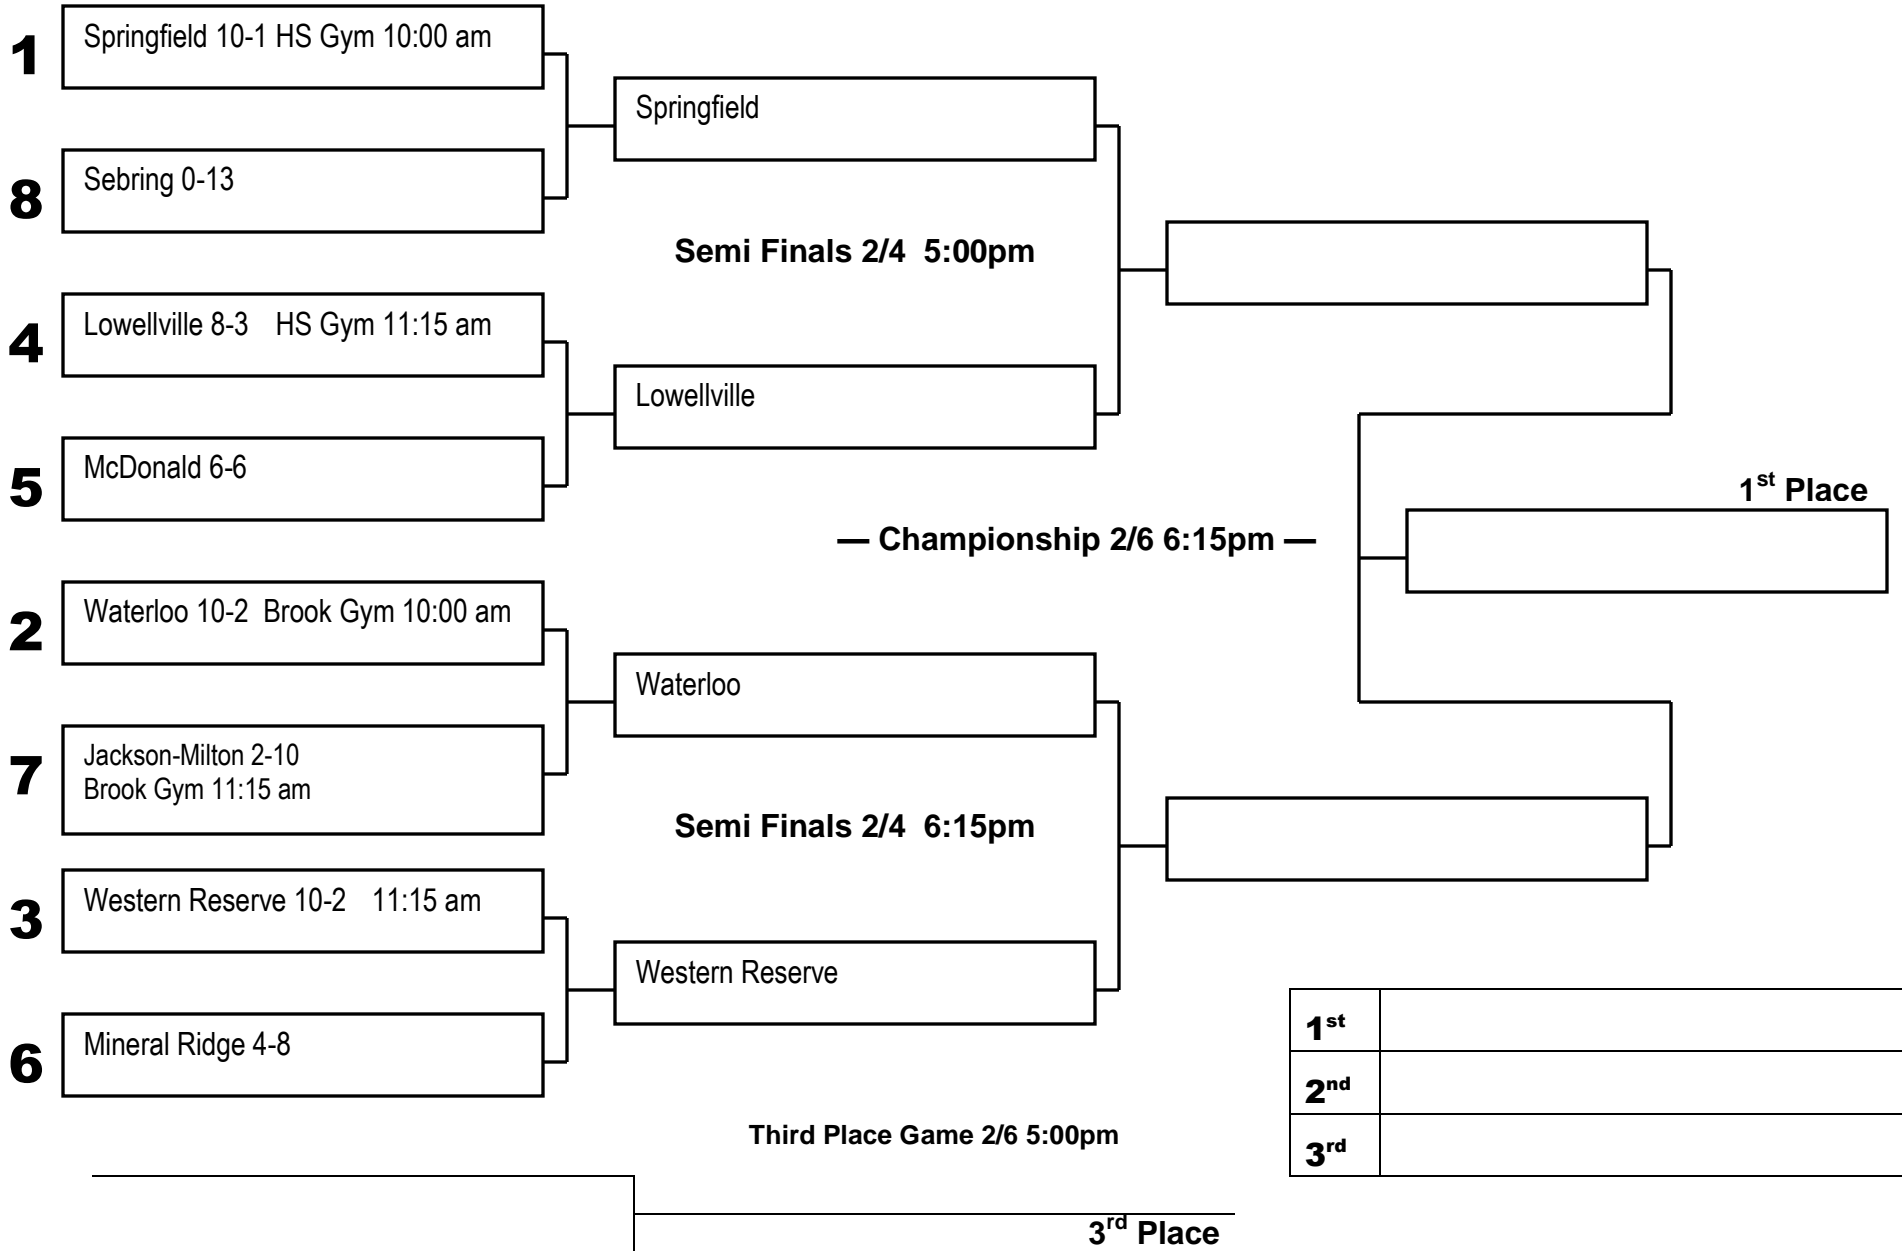 1
Springfield 10-1 HS Gym 10:00 am
Springfield
8
Sebring 0-13
Semi Finals 2/4 5:00pm
4
Lowellville 8-3 HS Gym 11:15 am
Lowellville
5
McDonald 6-6
1st Place
— Championship 2/6 6:15pm —
2
Waterloo 10-2 Brook Gym 10:00 am
Waterloo
7
Jackson-Milton 2-10
Brook Gym 11:15 am
Semi Finals 2/4 6:15pm
3
Western Reserve 10-2 11:15 am
Western Reserve
6
Mineral Ridge 4-8
1st
2nd
3rd
Third Place Game 2/6 5:00pm
3rd Place